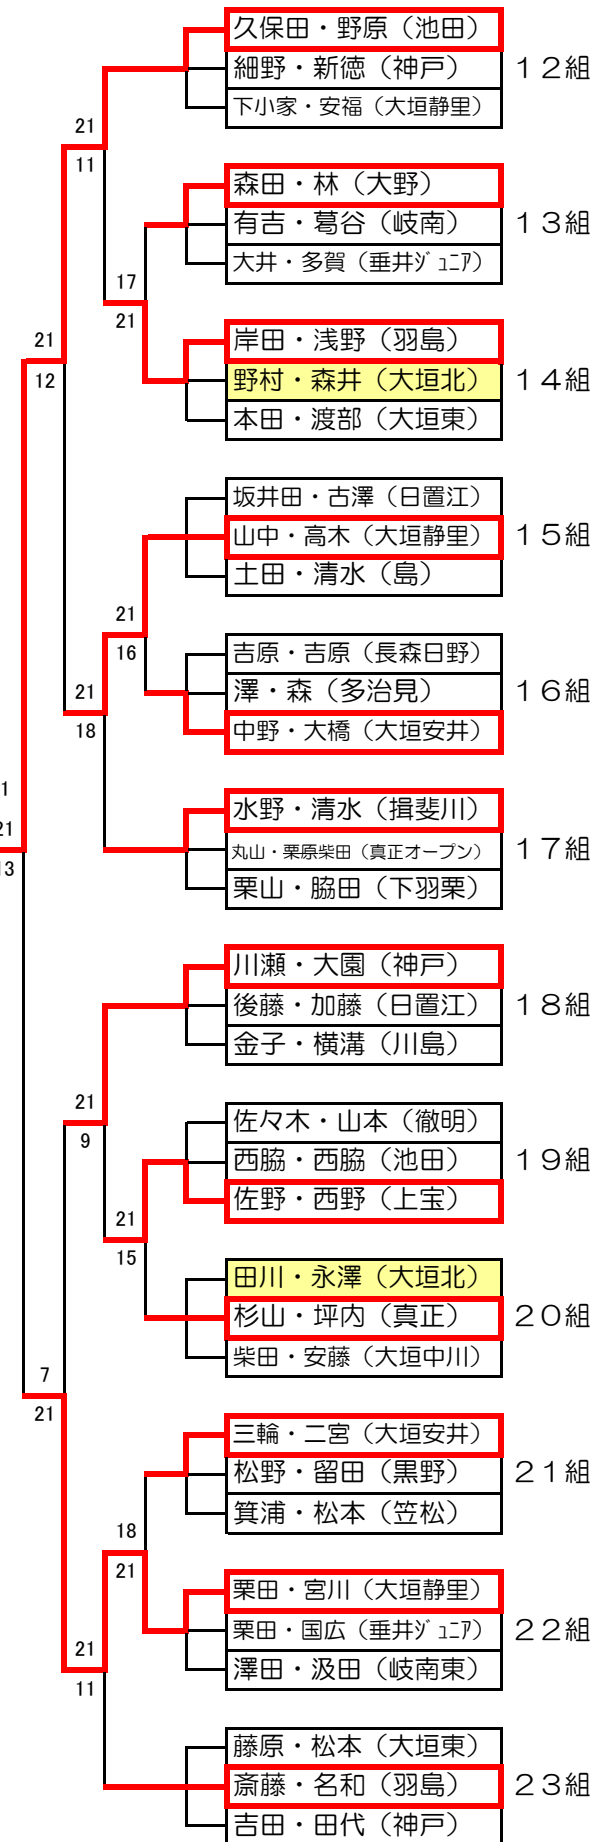 久保田・野原（池田）
細野・新徳（神戸）
１２組
下小家・安福（大垣静里）
21
11
森田・林（大野）
有吉・葛谷（岐南）
１３組
大井・多賀（垂井ｼﾞｭﾆｱ）
17
21
岸田・浅野（羽島）
21
12
野村・森井（大垣北）
１４組
本田・渡部（大垣東）
坂井田・古澤（日置江）
山中・高木（大垣静里）
１５組
土田・清水（島）
21
16
吉原・吉原（長森日野）
澤・森（多治見）
１６組
21
18
中野・大橋（大垣安井）
1
21
13
水野・清水（揖斐川）
丸山・栗原柴田（真正オープン）
１７組
栗山・脇田（下羽栗）
川瀬・大園（神戸）
後藤・加藤（日置江）
１８組
金子・横溝（川島）
21
9
佐々木・山本（徹明）
西脇・西脇（池田）
１９組
佐野・西野（上宝）
21
15
田川・永澤（大垣北）
杉山・坪内（真正）
２０組
柴田・安藤（大垣中川）
7
21
三輪・二宮（大垣安井）
松野・留田（黒野）
２１組
箕浦・松本（笠松）
18
21
栗田・宮川（大垣静里）
栗田・国広（垂井ｼﾞｭﾆｱ）
２２組
澤田・汲田（岐南東）
21
11
藤原・松本（大垣東）
斎藤・名和（羽島）
２３組
吉田・田代（神戸）